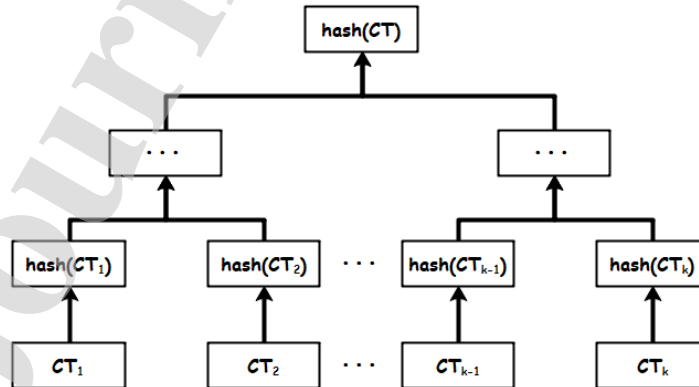 hash(CT)
... ...
hash(CT₁) hash(CT₂) ... hash(CTₖ₋₁) hash(CTₖ)
CT₁ CT₂ ... CTₖ₋₁ CTₖ